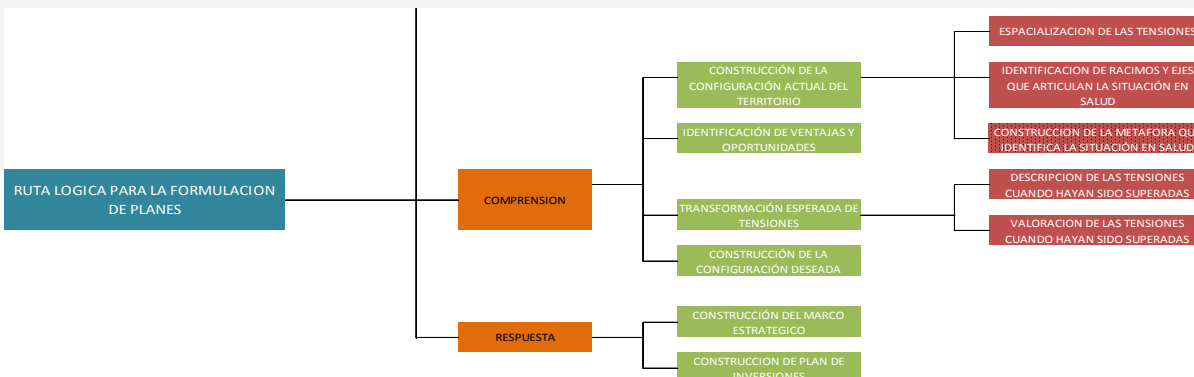 RUTA LOGICA PARA LA FORMULACION
DE PLANES
COMPRENSION
CONSTRUCCIÓN DE LA
CONFIGURACIÓN ACTUAL DEL
TERRITORIO
ESPACIALIZACION DE LAS TENSIONES
IDENTIFICACION DE RACIMOS Y EJES
QUE ARTICULAN LA SITUACIÓN EN
SALUD
CONSTRUCCION DE LA METAFORA QU
IDENTIFICA LA SITUACIÓN EN SALUD
IDENTIFICACIÓN DE VENTAJAS Y
OPORTUNIDADES
TRANSFORMACIÓN ESPERADA DE
TENSIONES
DESCRIPCION DE LAS TENSIONES
CUANDO HAYAN SIDO SUPERADAS
VALORACION DE LAS TENSIONES
CUANDO HAYAN SIDO SUPERADAS
CONSTRUCCIÓN DE LA
CONFIGURACIÓN DESEADA
RESPUESTA
CONSTRUCCIÓN DEL MARCO
ESTRATEGICO
CONSTRUCCION DE PLAN DE
INVERSIONES